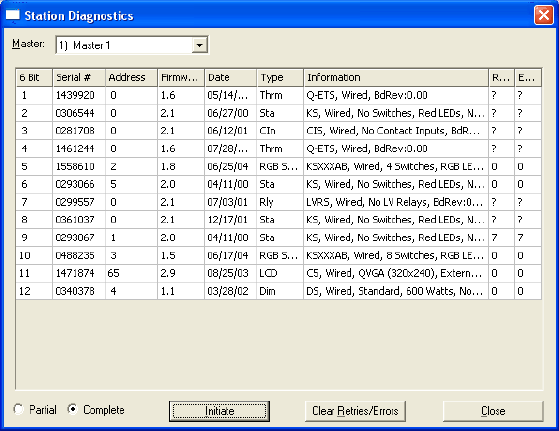 Station Diagnostics
Master: 1) Master 1
6 Bit Serial # Address Firmw... Date Type Information R... E...
1 1439920 0 1.6 05/14/... Thrm Q-ETS, Wired, BdRev:0.00 ? ?
2 0306544 0 2.1 06/27/00 Sta KS, Wired, No Switches, Red LEDs, N... ? ?
3 0281708 0 2.1 06/12/01 CIn CIS, Wired, No Contact Inputs, BdR... ? ?
4 1461244 0 1.6 07/28/... Thrm Q-ETS, Wired, BdRev:0.00 ? ?
5 1558610 2 1.8 06/25/04 RGB S... KSXXXAB, Wired, 4 Switches, RGB LE... 0 0
6 0293066 5 2.0 04/11/00 Sta KS, Wired, No Switches, Red LEDs, N... 0 0
7 0299557 0 2.1 07/03/01 Rly LVRS, Wired, No LV Relays, BdRev:0... ? ?
8 0361037 0 2.1 12/17/01 Sta KS, Wired, No Switches, Red LEDs, N... ? ?
9 0293067 1 2.0 04/11/00 Sta KS, Wired, No Switches, Red LEDs, N... 7 7
10 0488235 3 1.5 06/17/04 RGB S... KSXXXAB, Wired, 8 Switches, RGB LE... 0 0
11 1471874 65 2.9 08/25/03 LCD CS, Wired, QVGA (320x240), Extern... 0 0
12 0340378 4 1.1 03/28/02 Dim DS, Wired, Standard, 600 Watts, No... 0 0
Partial Complete Initiate Clear Retries/Errors Close